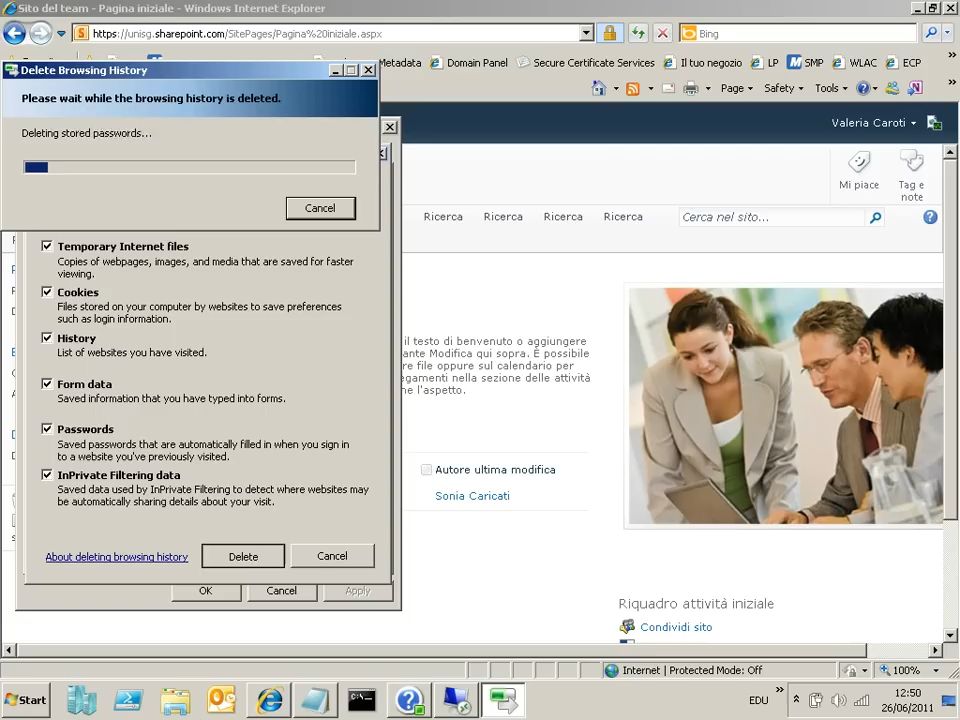 Sito del team - Pagina iniziale - Windows Internet Explorer
https://unisg.sharepoint.com/SitePages/Pagina%20iniziale.aspx
Bing
Metadata
Domain Panel
Secure Certificate Services
Il tuo negozio
LP
SMP
WLAC
ECP
Page
Safety
Tools
Delete Browsing History
Please wait while the browsing history is deleted.
Deleting stored passwords...
Cancel
Valeria Caroti
Mi piace
Tag e note
Ricerca
Ricerca
Ricerca
Ricerca
Cerca nel sito...
Temporary Internet files
Copies of webpages, images, and media that are saved for faster
viewing.
Cookies
Files stored on your computer by websites to save preferences
such as login information.
History
List of websites you have visited.
Form data
Saved information that you have typed into forms.
Passwords
Saved passwords that are automatically filled in when you sign in
to a website you've previously visited.
InPrivate Filtering data
Saved data used by InPrivate Filtering to detect where websites may
be automatically sharing details about your visit.
About deleting browsing history
Delete
Cancel
OK
Cancel
Apply
il testo di benvenuto o aggiungere
ante Modifica qui sopra. È possibile
re file oppure sul calendario per
egamenti nella sezione delle attività
ne l'aspetto.
Autore ultima modifica
Sonia Caricati
Riquadro attività iniziale
Condividi sito
Internet | Protected Mode: Off
100%
Start
EDU
12:50
26/06/2011